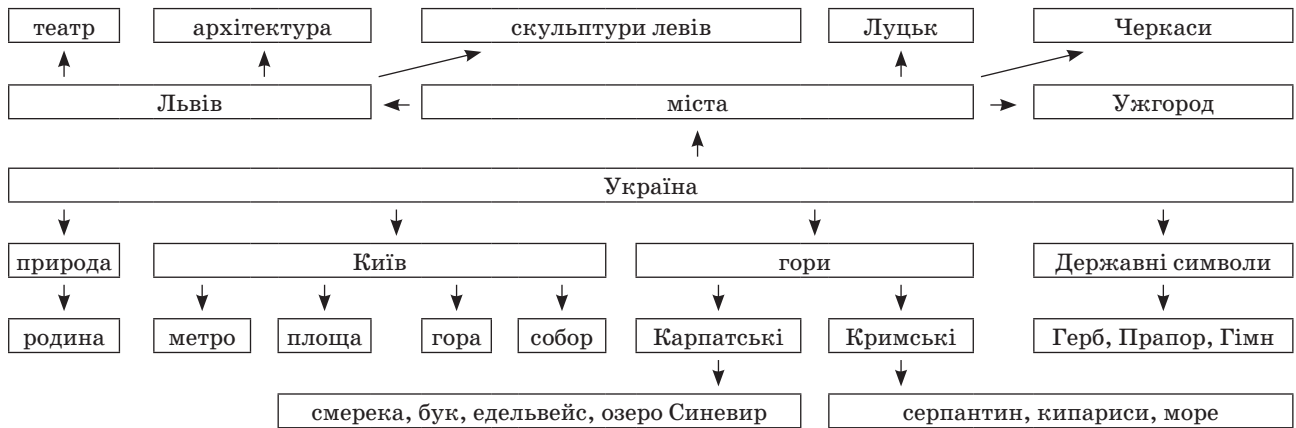 театр архітектура скульптури левів Луцьк Черкаси
Львів міста Ужгород
Україна
природа Київ гори Державні символи
родина метро площа гора собор Карпатські Кримські Герб, Прапор, Гімн
смерека, бук, едельвейс, озеро Синевир серпантин, кипариси, море